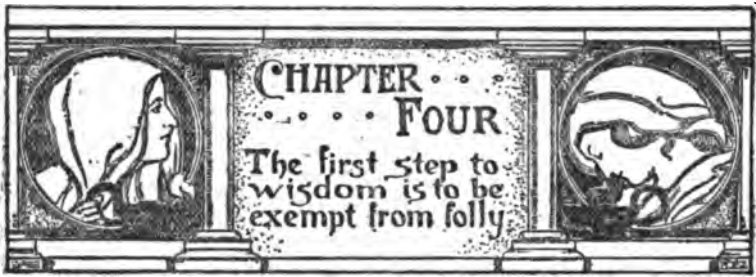 CHAPTER
FOUR
The first step to
wisdom is to be
exempt from folly